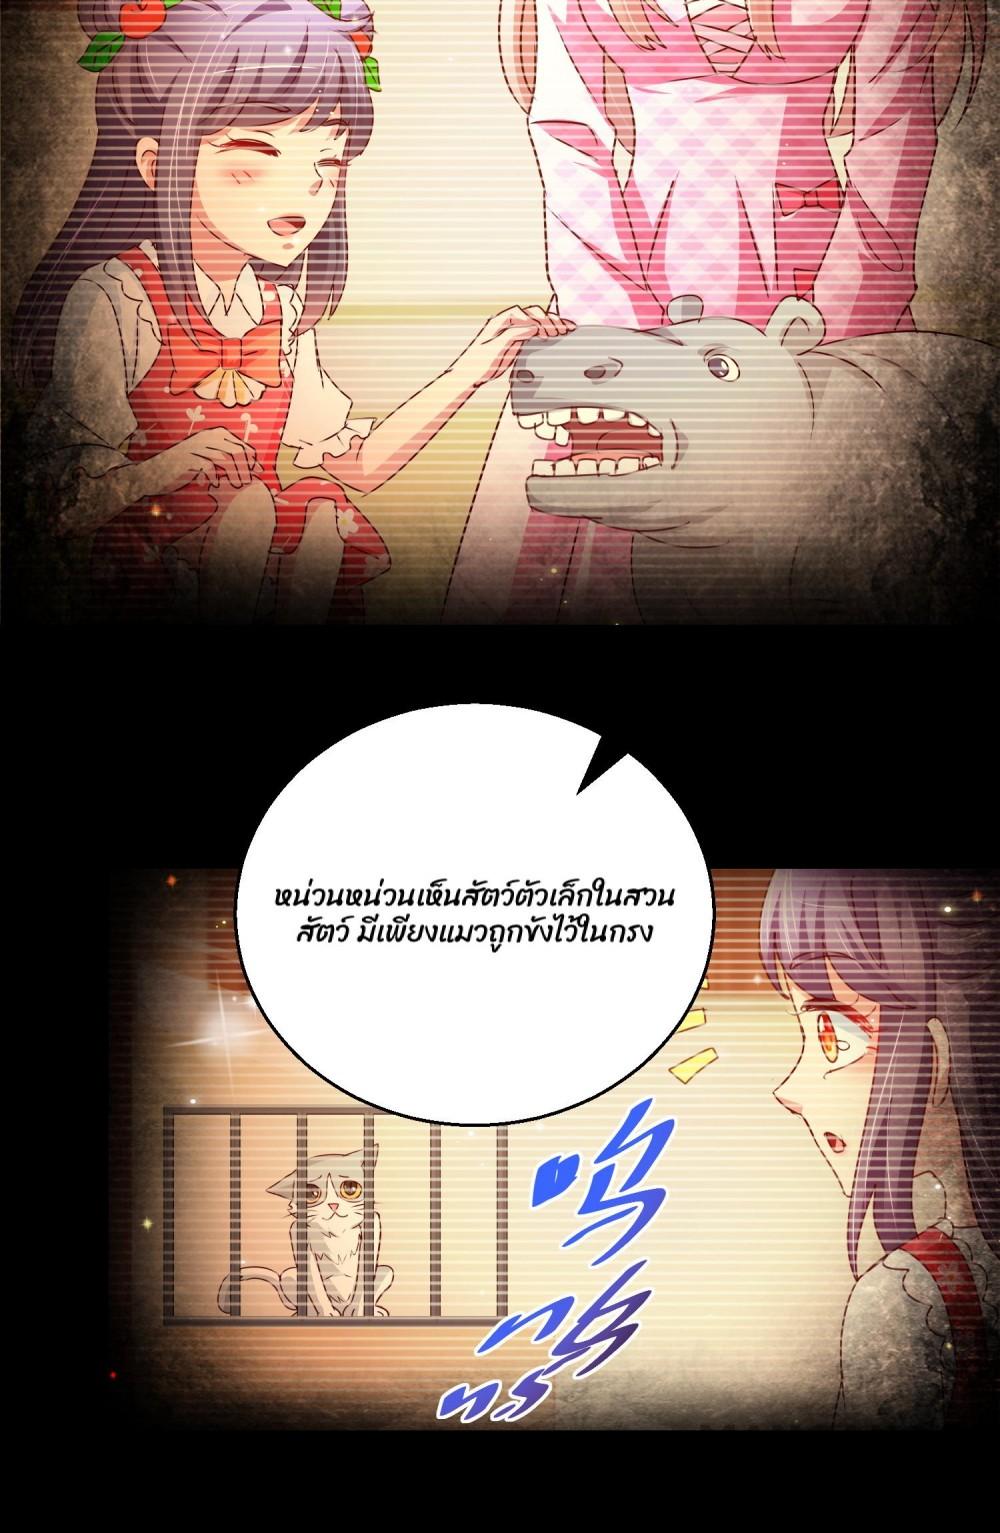 หน่วนหน่วนเห็นสัตว์ตัวเล็กในสวน
สัตว์ มีเพียงแมวถูกขังไว้ในกรง